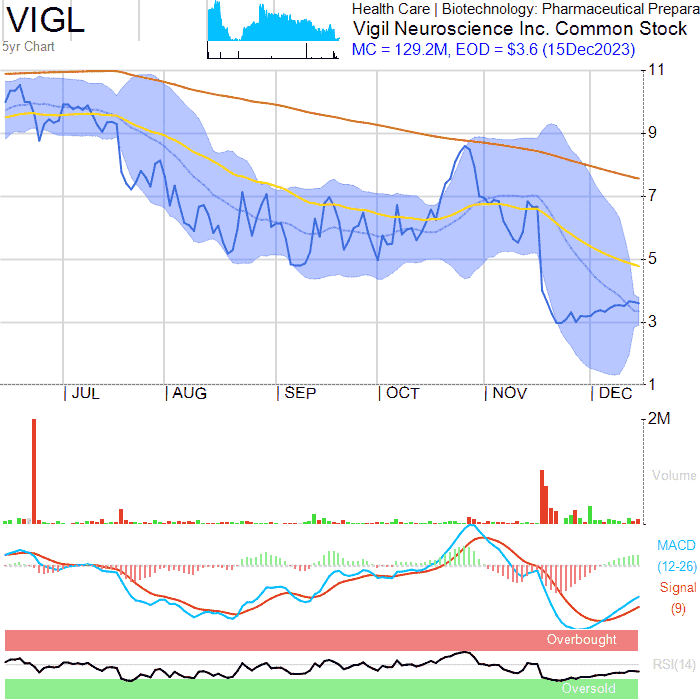 VIGL
5yr Chart
Health Care | Biotechnology: Pharmaceutical Prepara
Vigil Neuroscience Inc. Common Stock
MC = 129.2M, EOD = $3.6 (15Dec2023)
11
9
7
5
3
1
JUL AUG SEP OCT NOV DEC
2M
Volume
MACD
(12-26)
Signal
(9)
Overbought
RSI(14)
Oversold